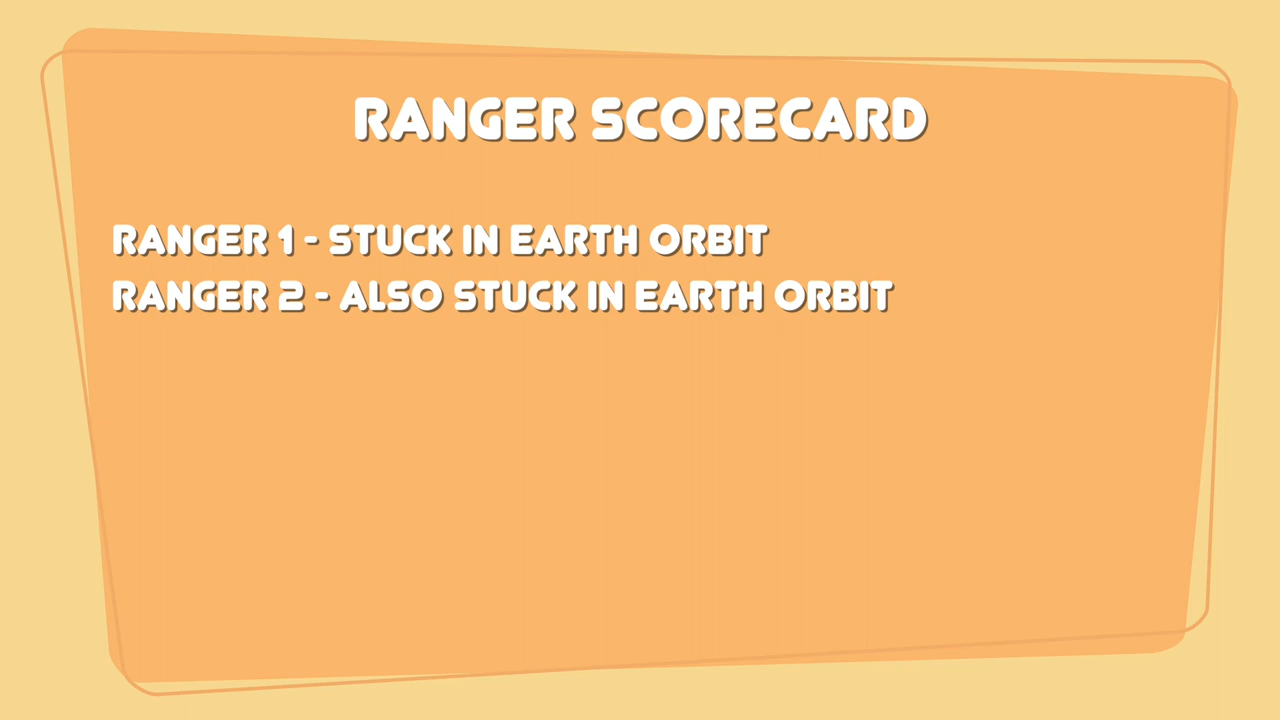 RANGER SCORECARD
RANGER 1 - STUCK IN EARTH ORBIT
RANGER 2 - ALSO STUCK IN EARTH ORBIT